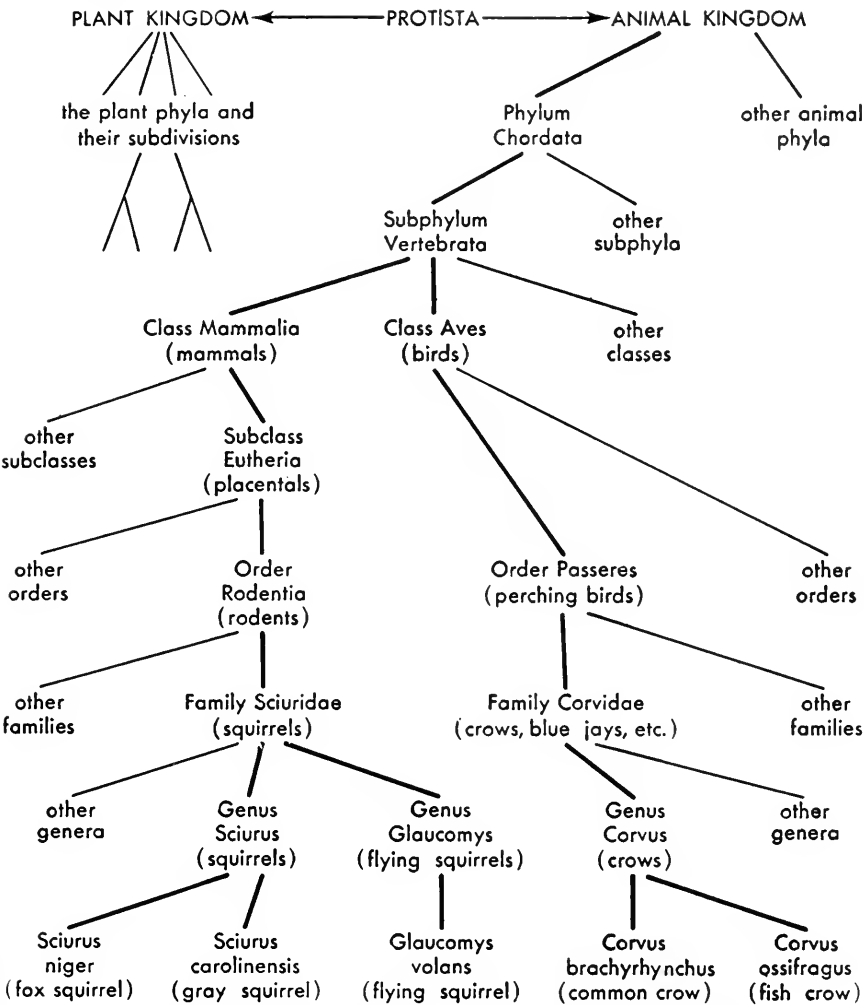 PLANT KINGDOM PROTISTA ANIMAL KINGDOM
the plant phyla and
their subdivisions
Phylum
Chordata
other animal
phyla
Subphylum
Vertebrata
other
subphyla
Class Mammalia
(mammals)
Class Aves
(birds)
other
classes
other
subclasses
Subclass
Eutheria
(placentals)
other
orders
Order
Rodentia
(rodents)
Order Passeres
(perching birds)
other
orders
other
families
Family Sciuridae
(squirrels)
Family Corvidae
(crows, blue jays, etc.)
other
families
other
genera
Genus
Sciurus
(squirrels)
Genus
Glaucomys
(flying squirrels)
Genus
Corvus
(crows)
other
genera
Sciurus
niger
(fox squirrel)
Sciurus
carolinensis
(gray squirrel)
Glaucomys
volans
(flying squirrel)
Corvus
brachyrhynchus
(common crow)
Corvus
ossifragus
(fish crow)